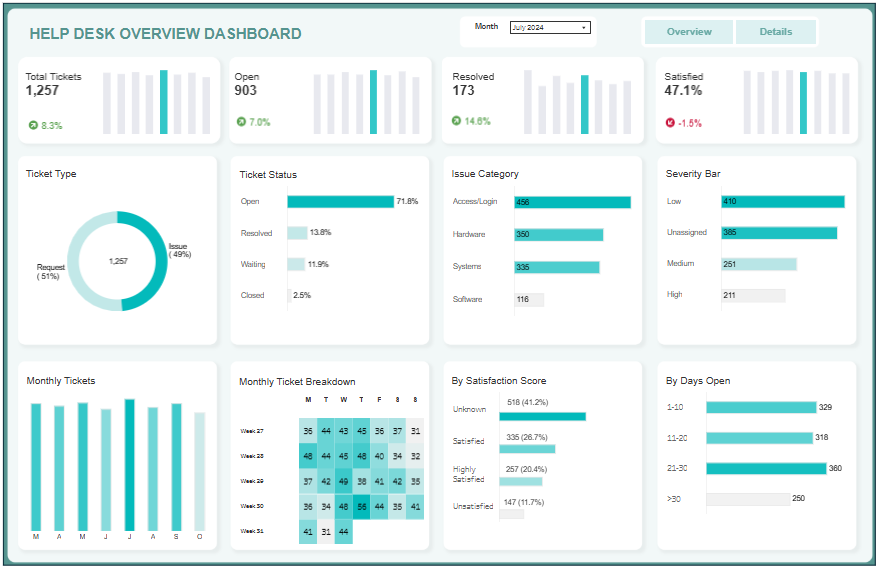 HELP DESK OVERVIEW DASHBOARD
Month
July 2024
Overview
Details
Total Tickets
1,257
8.3%
Open
903
7.0%
Resolved
173
14.6%
Satisfied
47.1%
-1.5%
Ticket Type
1,257
Issue
( 49%)
Request
( 51%)
Ticket Status
Open 71.8%
Resolved 13.8%
Waiting 11.9%
Closed 2.5%
Issue Category
Access/Login 456
Hardware 350
Systems 335
Software 116
Severity Bar
Low 410
Unassigned 385
Medium 251
High 211
Monthly Tickets
M A M J J A S O
Monthly Ticket Breakdown
M T W T F S S
Week 27 36 44 43 45 36 37 31
Week 28 48 44 45 48 40 34 32
Week 29 37 42 49 36 41 42 35
Week 30 36 34 48 56 44 35 41
Week 31 41 31 44
By Satisfaction Score
Unknown 518 (41.2%)
Satisfied 335 (26.7%)
Highly
Satisfied 257 (20.4%)
Unsatisfied 147 (11.7%)
By Days Open
1-10 329
11-20 318
21-30 360
>30 250